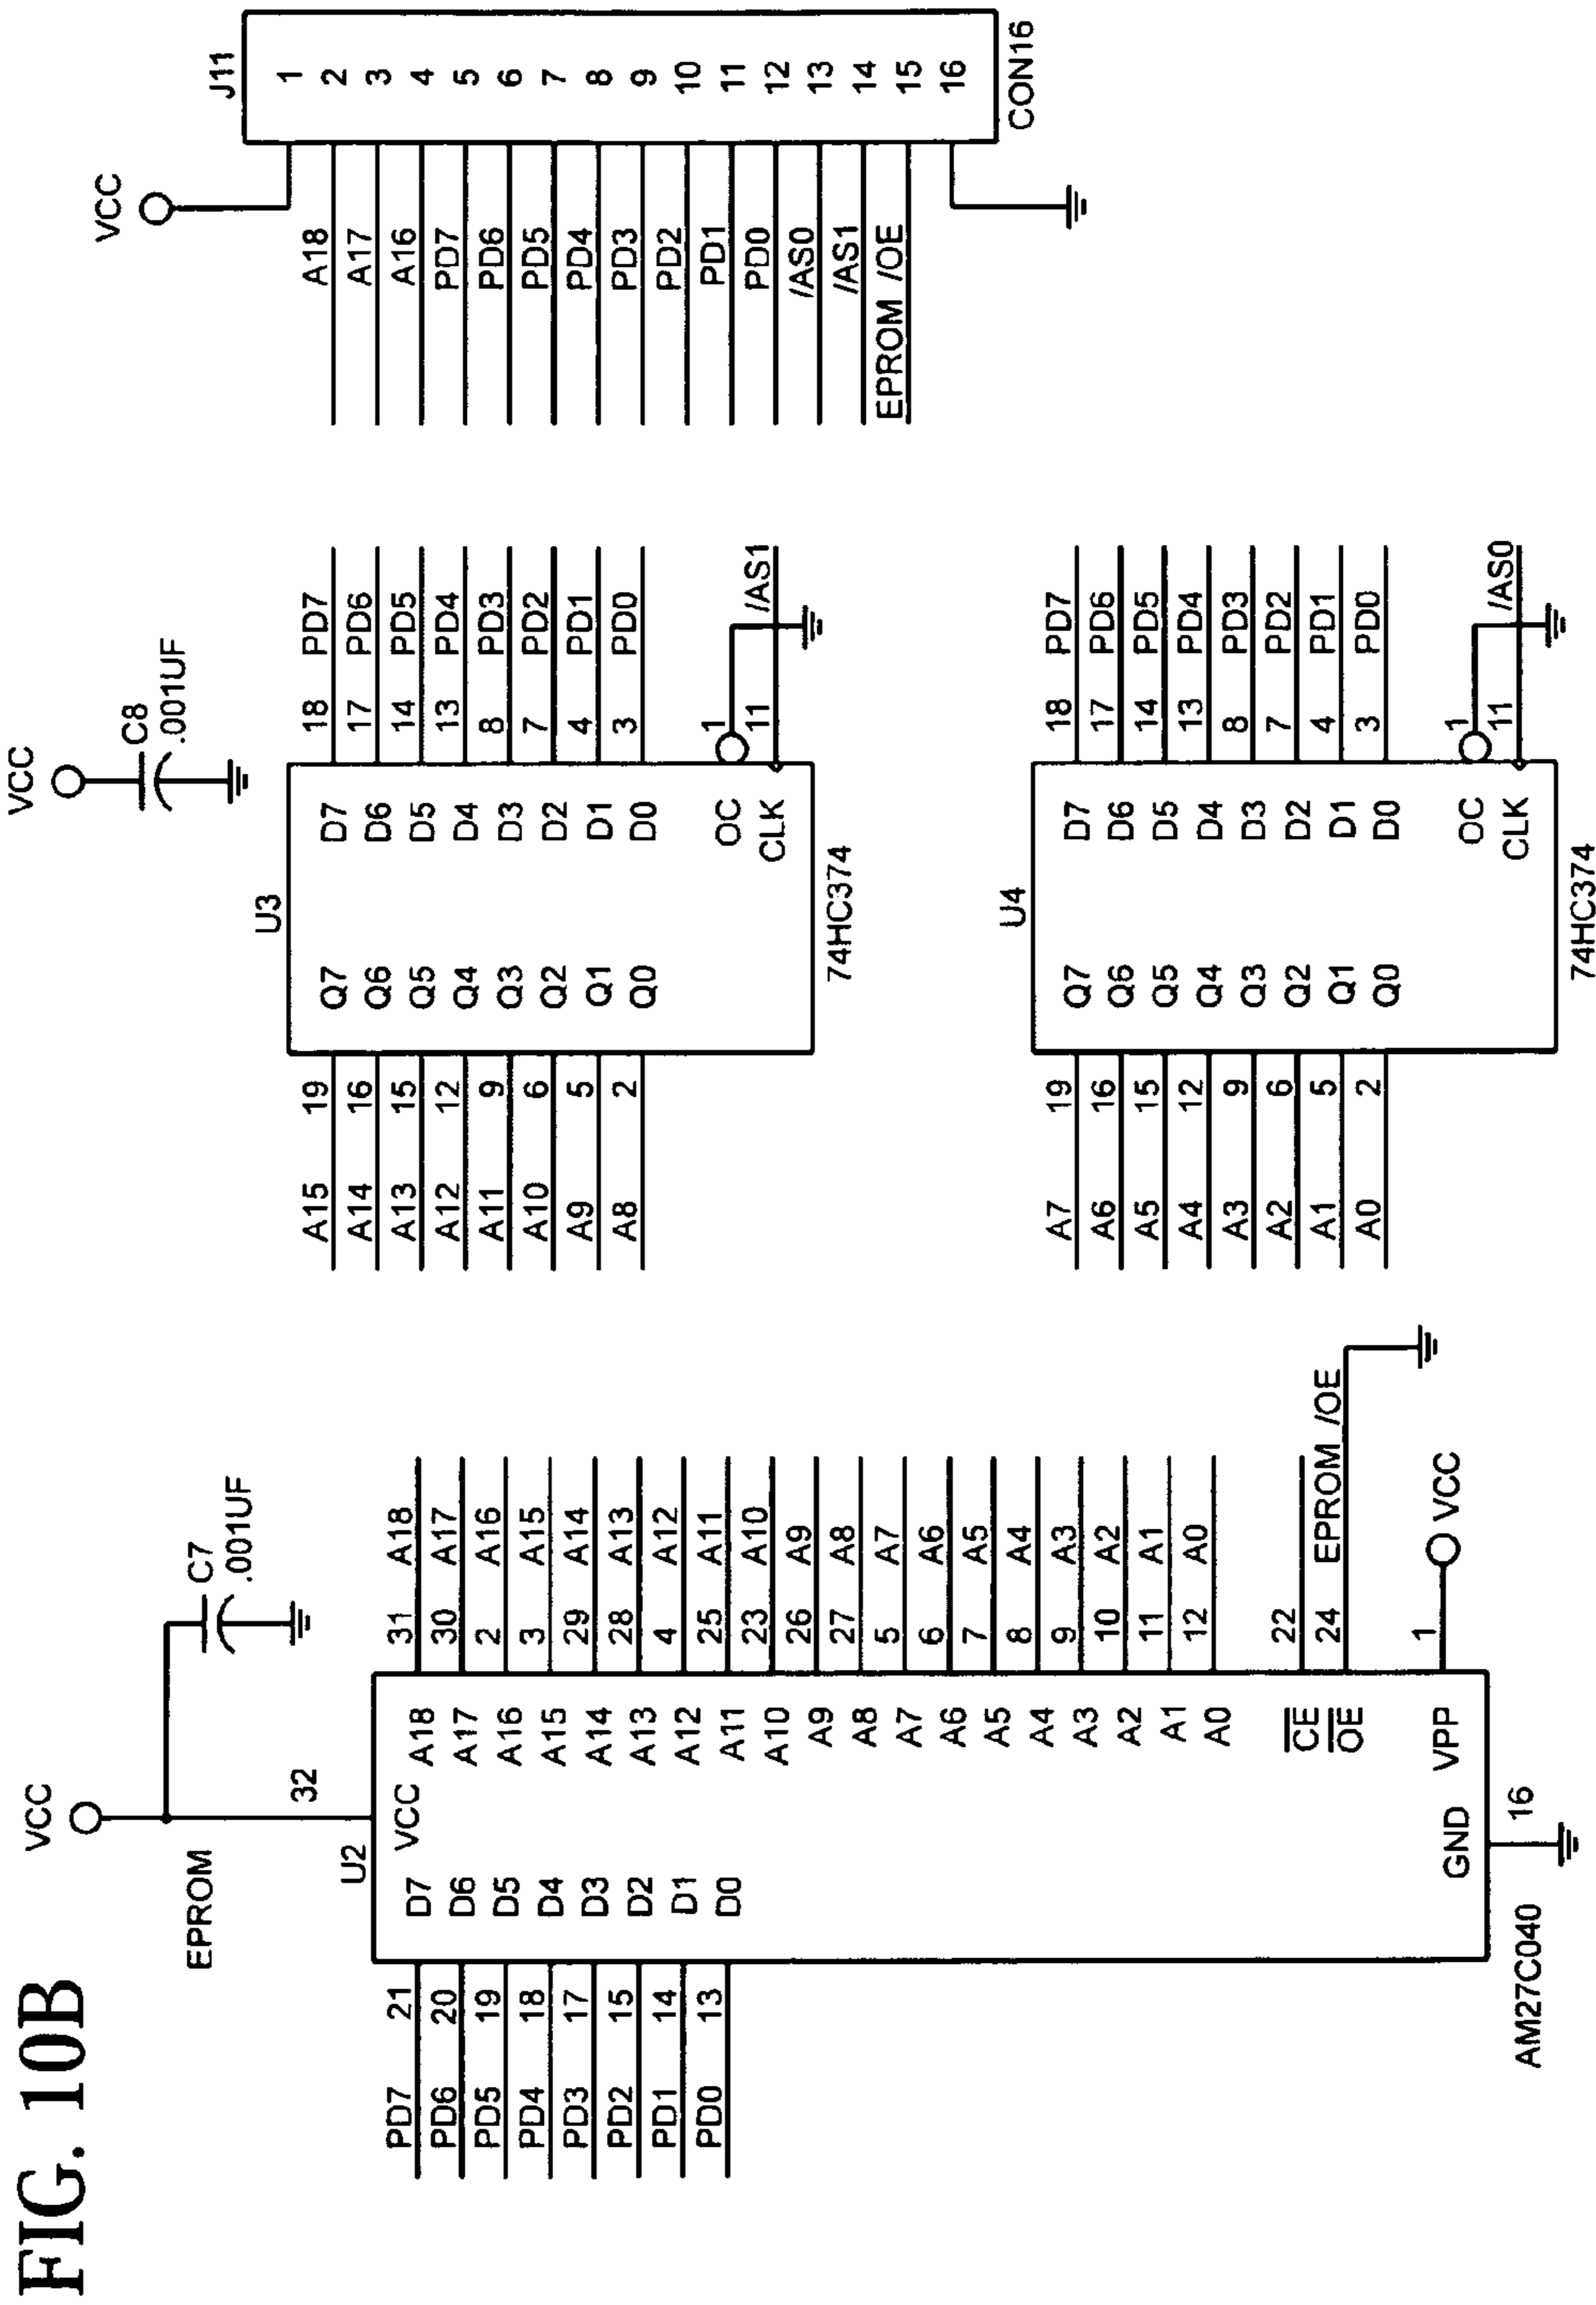 FIG. 10B
VCC
EPROM
C7
.001UF
32
U2
VCC
PD7 21 D7
PD6 20 D6
PD5 19 D5
PD4 18 D4
PD3 17 D3
PD2 15 D2
PD1 14 D1
PD0 13 D0
A18 31 A18
A17 30 A17
A16 2 A16
A15 3 A15
A14 29 A14
A13 28 A13
A12 4 A12
A11 25 A11
A10 23 A10
A9 26 A9
A8 27 A8
A7 5 A7
A6 6 A6
A5 7 A5
A4 8 A4
A3 9 A3
A2 10 A2
A1 11 A1
A0 12 A0
CE 22
OE 24 EPROM /OE
VPP 1 VCC
GND
16
AM27C040
VCC
C8
.001UF
U3
A15 19 Q7 D7 18 PD7
A14 16 Q6 D6 17 PD6
A13 15 Q5 D5 14 PD5
A12 12 Q4 D4 13 PD4
A11 9 Q3 D3 8 PD3
A10 6 Q2 D2 7 PD2
A9 5 Q1 D1 4 PD1
A8 2 Q0 D0 3 PD0
OC 1
CLK 11 /AS1
74HC374
U4
A7 19 Q7 D7 18 PD7
A6 16 Q6 D6 17 PD6
A5 15 Q5 D5 14 PD5
A4 12 Q4 D4 13 PD4
A3 9 Q3 D3 8 PD3
A2 6 Q2 D2 7 PD2
A1 5 Q1 D1 4 PD1
A0 2 Q0 D0 3 PD0
OC 1
CLK 11 /AS0
74HC374
VCC
J11
1
A18 2
A17 3
A16 4
PD7 5
PD6 6
PD5 7
PD4 8
PD3 9
PD2 10
PD1 11
PD0 12
/AS0 13
/AS1 14
EPROM /OE 15
16
CON16